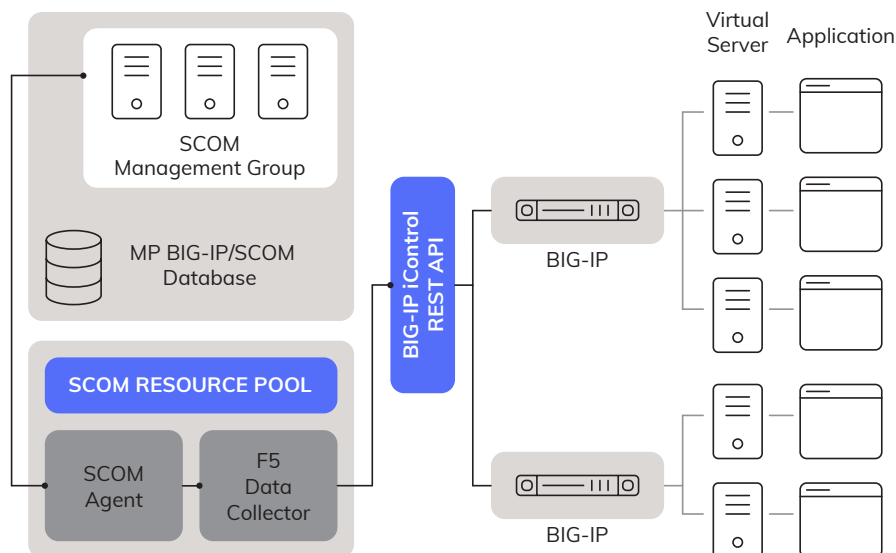 SCOM
Management Group
MP BIG-IP/SCOM
Database
SCOM RESOURCE POOL
SCOM
Agent
F5
Data
Collector
BIG-IP iControl
REST API
BIG-IP
BIG-IP
Virtual
Server
Application